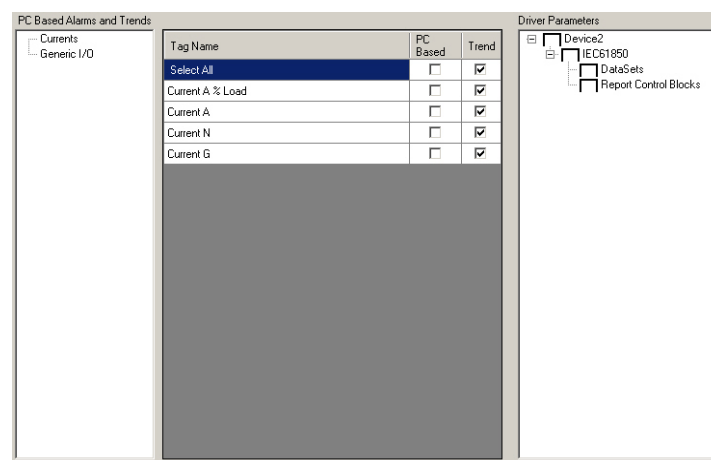 PC Based Alarms and Trends
Currents
Generic I/O
Tag Name PC Based Trend
Select All
Current A % Load
Current A
Current N
Current G
Driver Parameters
Device2
IEC61850
DataSets
Report Control Blocks